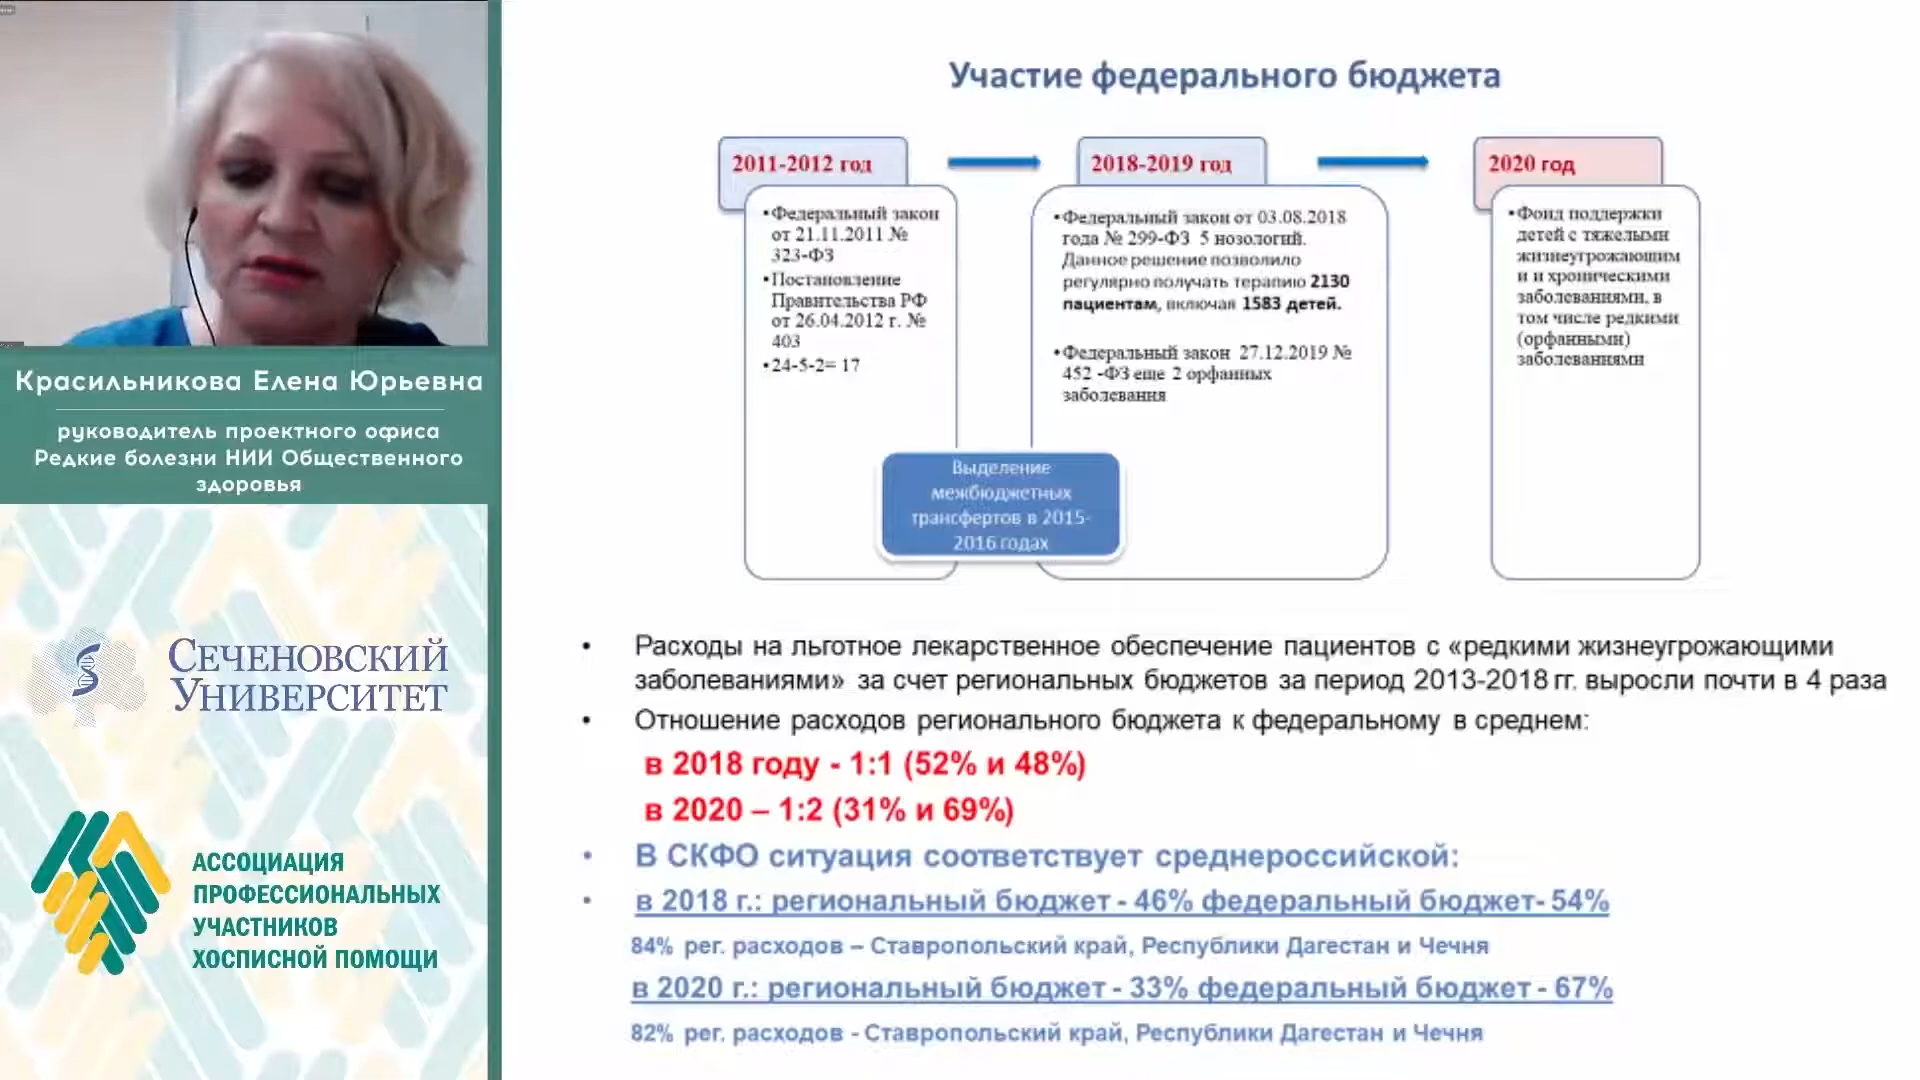 Красильникова Елена Юрьевна
руководитель проектного офиса
Редкие болезни НИИ Общественного
здоровья
СЕЧЕНОВСКИЙ
УНИВЕРСИТЕТ
АССОЦИАЦИЯ
ПРОФЕССИОНАЛЬНЫХ
УЧАСТНИКОВ
ХОСПИСНОЙ ПОМОЩИ
Участие федерального бюджета
2011-2012 год
•Федеральный закон
от 21.11.2011 №
323-ФЗ
•Постановление
Правительства РФ
от 26.04.2012 г. №
403
•24-5-2= 17
2018-2019 год
•Федеральный закон от 03.08.2018
года № 299-ФЗ 5 нозологий.
Данное решение позволило
регулярно получать терапию 2130
пациентам, включая 1583 детей.
•Федеральный закон 27.12.2019 №
452 -ФЗ еще 2 орфанных
заболевания
2020 год
•Фонд поддержки
детей с тяжелыми
жизнеугрожающим
и и хроническими
заболеваниями, в
том числе редкими
(орфанными)
заболеваниями
Выделение
межбюджетных
трансфертов в 2015-
2016 годах
• Расходы на льготное лекарственное обеспечение пациентов с «редкими жизнеугрожающими
заболеваниями» за счет региональных бюджетов за период 2013-2018 гг. выросли почти в 4 раза
• Отношение расходов регионального бюджета к федеральному в среднем:
в 2018 году - 1:1 (52% и 48%)
в 2020 – 1:2 (31% и 69%)
• В СКФО ситуация соответствует среднероссийской:
• в 2018 г.: региональный бюджет - 46% федеральный бюджет- 54%
84% рег. расходов – Ставропольский край, Республики Дагестан и Чечня
в 2020 г.: региональный бюджет - 33% федеральный бюджет - 67%
82% рег. расходов - Ставропольский край, Республики Дагестан и Чечня